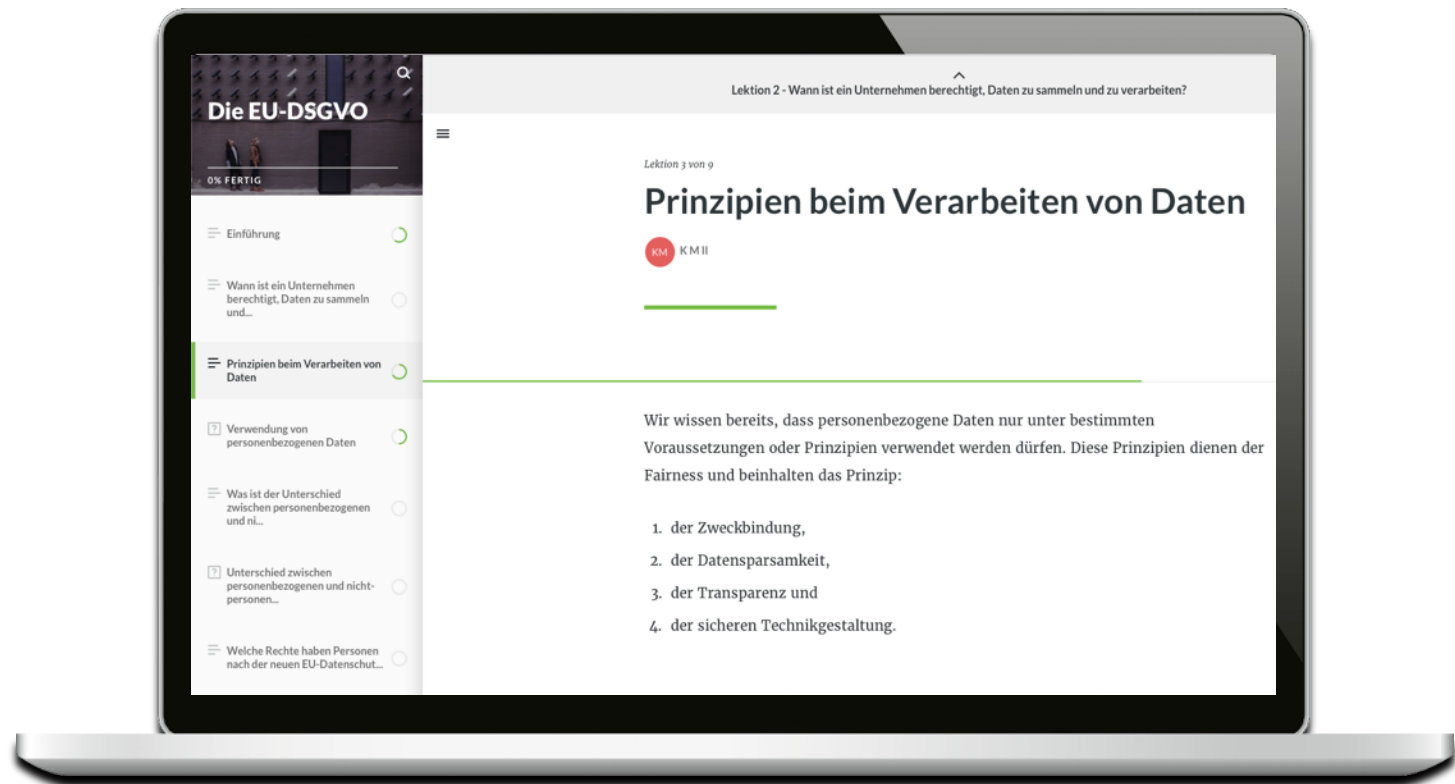 Die EU-DSGVO
0% FERTIG
Einführung
Wann ist ein Unternehmen
berechtigt, Daten zu sammeln
und...
Prinzipien beim Verarbeiten von
Daten
Verwendung von
personenbezogenen Daten
Was ist der Unterschied
zwischen personenbezogenen
und ni...
Unterschied zwischen
personenbezogenen und nicht-
personen...
Welche Rechte haben Personen
nach der neuen EU-Datenschut...
Lektion 2 - Wann ist ein Unternehmen berechtigt, Daten zu sammeln und zu verarbeiten?
Lektion 3 von 9
Prinzipien beim Verarbeiten von Daten
KM K M II
Wir wissen bereits, dass personenbezogene Daten nur unter bestimmten
Voraussetzungen oder Prinzipien verwendet werden dürfen. Diese Prinzipien dienen der
Fairness und beinhalten das Prinzip:
1. der Zweckbindung,
2. der Datensparsamkeit,
3. der Transparenz und
4. der sicheren Technikgestaltung.